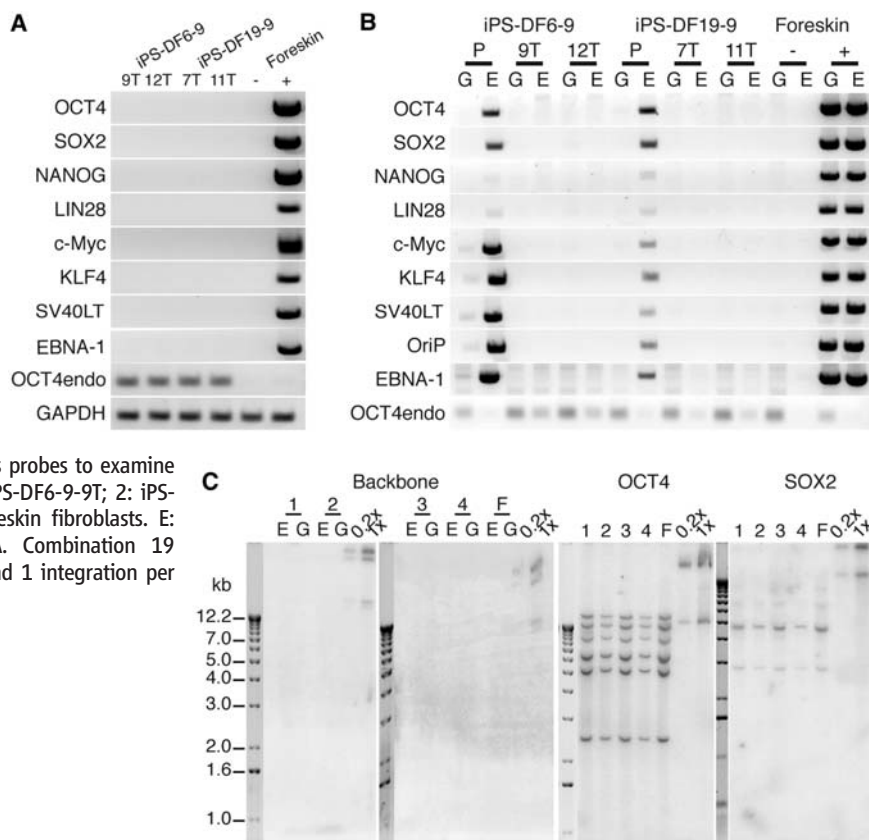 A
iPS-DF6-9
iPS-DF19-9
Foreskin
9T 12T 7T 11T - +
OCT4
SOX2
NANOG
LIN28
c-Myc
KLF4
SV40LT
EBNA-1
OCT4endo
GAPDH
B
iPS-DF6-9 iPS-DF19-9 Foreskin
P 9T 12T P 7T 11T - +
G E G E G E G E G E G E G E G E
OCT4
SOX2
NANOG
LIN28
c-Myc
KLF4
SV40LT
OriP
EBNA-1
OCT4endo
s probes to examine
PS-DF6-9-9T; 2: iPS-
eskin fibroblasts. E:
A. Combination 19
nd 1 integration per
C
Backbone OCT4 SOX2
1 2 3 4 F
E G E G 0.2x 1x E G E G E G 0.2x 1x 1 2 3 4 F 0.2x 1x 1 2 3 4 F 0.2x 1x
kb
12.2
7.0
5.0
4.0
3.0
2.0
1.6
1.0